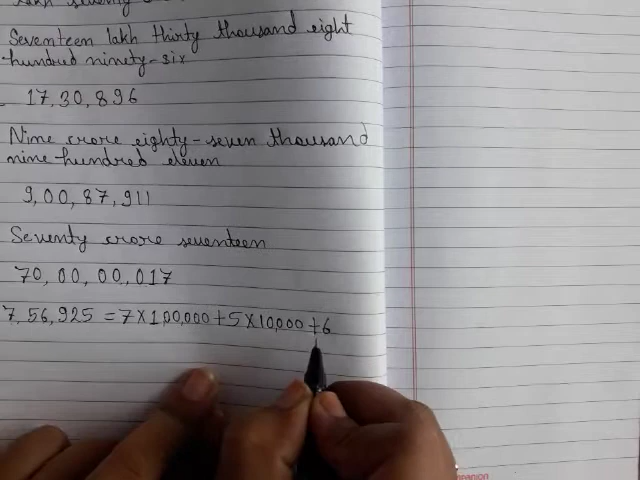 lakh seventy
Seventeen lakh thirty thousand eight
hundred ninety-six
17,30,896
Nine crore eighty-seven thousand
nine hundred eleven
9,00,87,911
Seventy crore seventeen
70,00,00,017
7,56,925 = 7×1,00,000+5×10,000+6